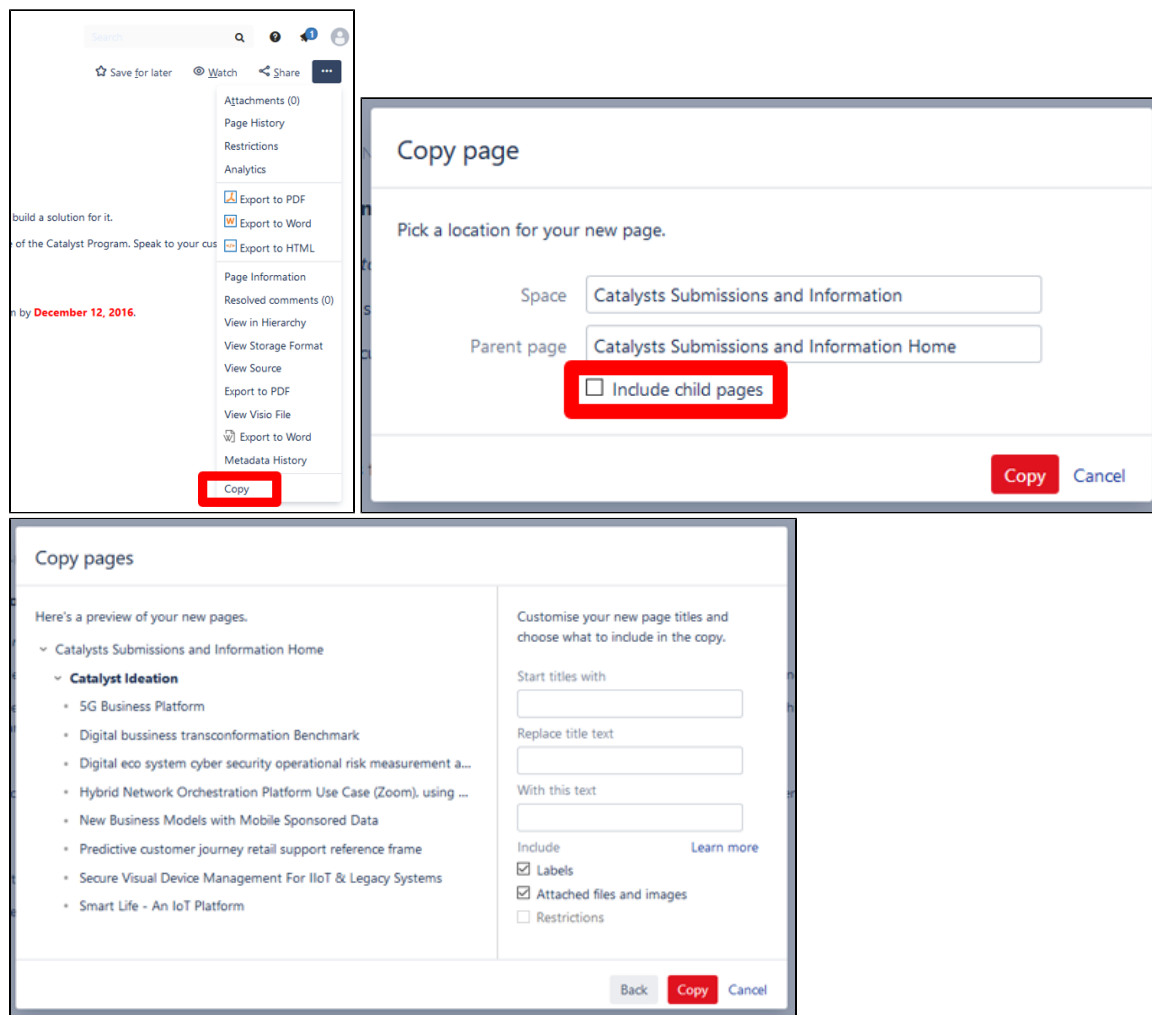 Search
1
Save for later Watch Share ...
Attachments (0)
Page History
Restrictions
Analytics
Export to PDF
build a solution for it.
W Export to Word
e of the Catalyst Program. Speak to your cus
Export to HTML
Page Information
Resolved comments (0)
n by December 12, 2016.
View in Hierarchy
View Storage Format
View Source
Export to PDF
View Visio File
Export to Word
Metadata History
Copy
Copy page
Pick a location for your new page.
Space Catalysts Submissions and Information
Parent page Catalysts Submissions and Information Home
Include child pages
Copy Cancel
Copy pages
Here's a preview of your new pages.
Catalysts Submissions and Information Home
Catalyst Ideation
5G Business Platform
Digital bussiness transconformation Benchmark
Digital eco system cyber security operational risk measurement a...
Hybrid Network Orchestration Platform Use Case (Zoom), using ...
New Business Models with Mobile Sponsored Data
Predictive customer journey retail support reference frame
Secure Visual Device Management For IIoT & Legacy Systems
Smart Life - An IoT Platform
Customise your new page titles and
choose what to include in the copy.
Start titles with
Replace title text
With this text
Include Learn more
Labels
Attached files and images
Restrictions
Back Copy Cancel